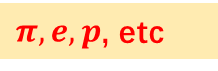 π, e, p, etc